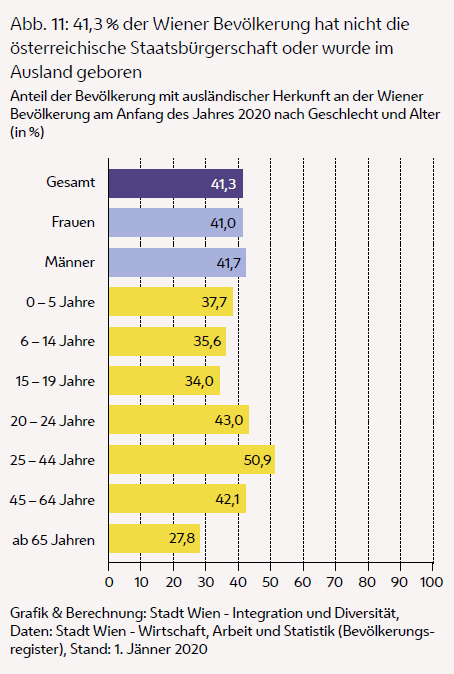 Abb. 11: 41,3 % der Wiener Bevölkerung hat nicht die
österreichische Staatsbürgerschaft oder wurde im
Ausland geboren
Anteil der Bevölkerung mit ausländischer Herkunft an der Wiener
Bevölkerung am Anfang des Jahres 2020 nach Geschlecht und Alter
(in %)
Gesamt 41,3
Frauen 41,0
Männer 41,7
0 – 5 Jahre 37,7
6 – 14 Jahre 35,6
15 – 19 Jahre 34,0
20 – 24 Jahre 43,0
25 – 44 Jahre 50,9
45 – 64 Jahre 42,1
ab 65 Jahren 27,8
0 10 20 30 40 50 60 70 80 90 100
Grafik & Berechnung: Stadt Wien - Integration und Diversität,
Daten: Stadt Wien - Wirtschaft, Arbeit und Statistik (Bevölkerungs-
register), Stand: 1. Jänner 2020